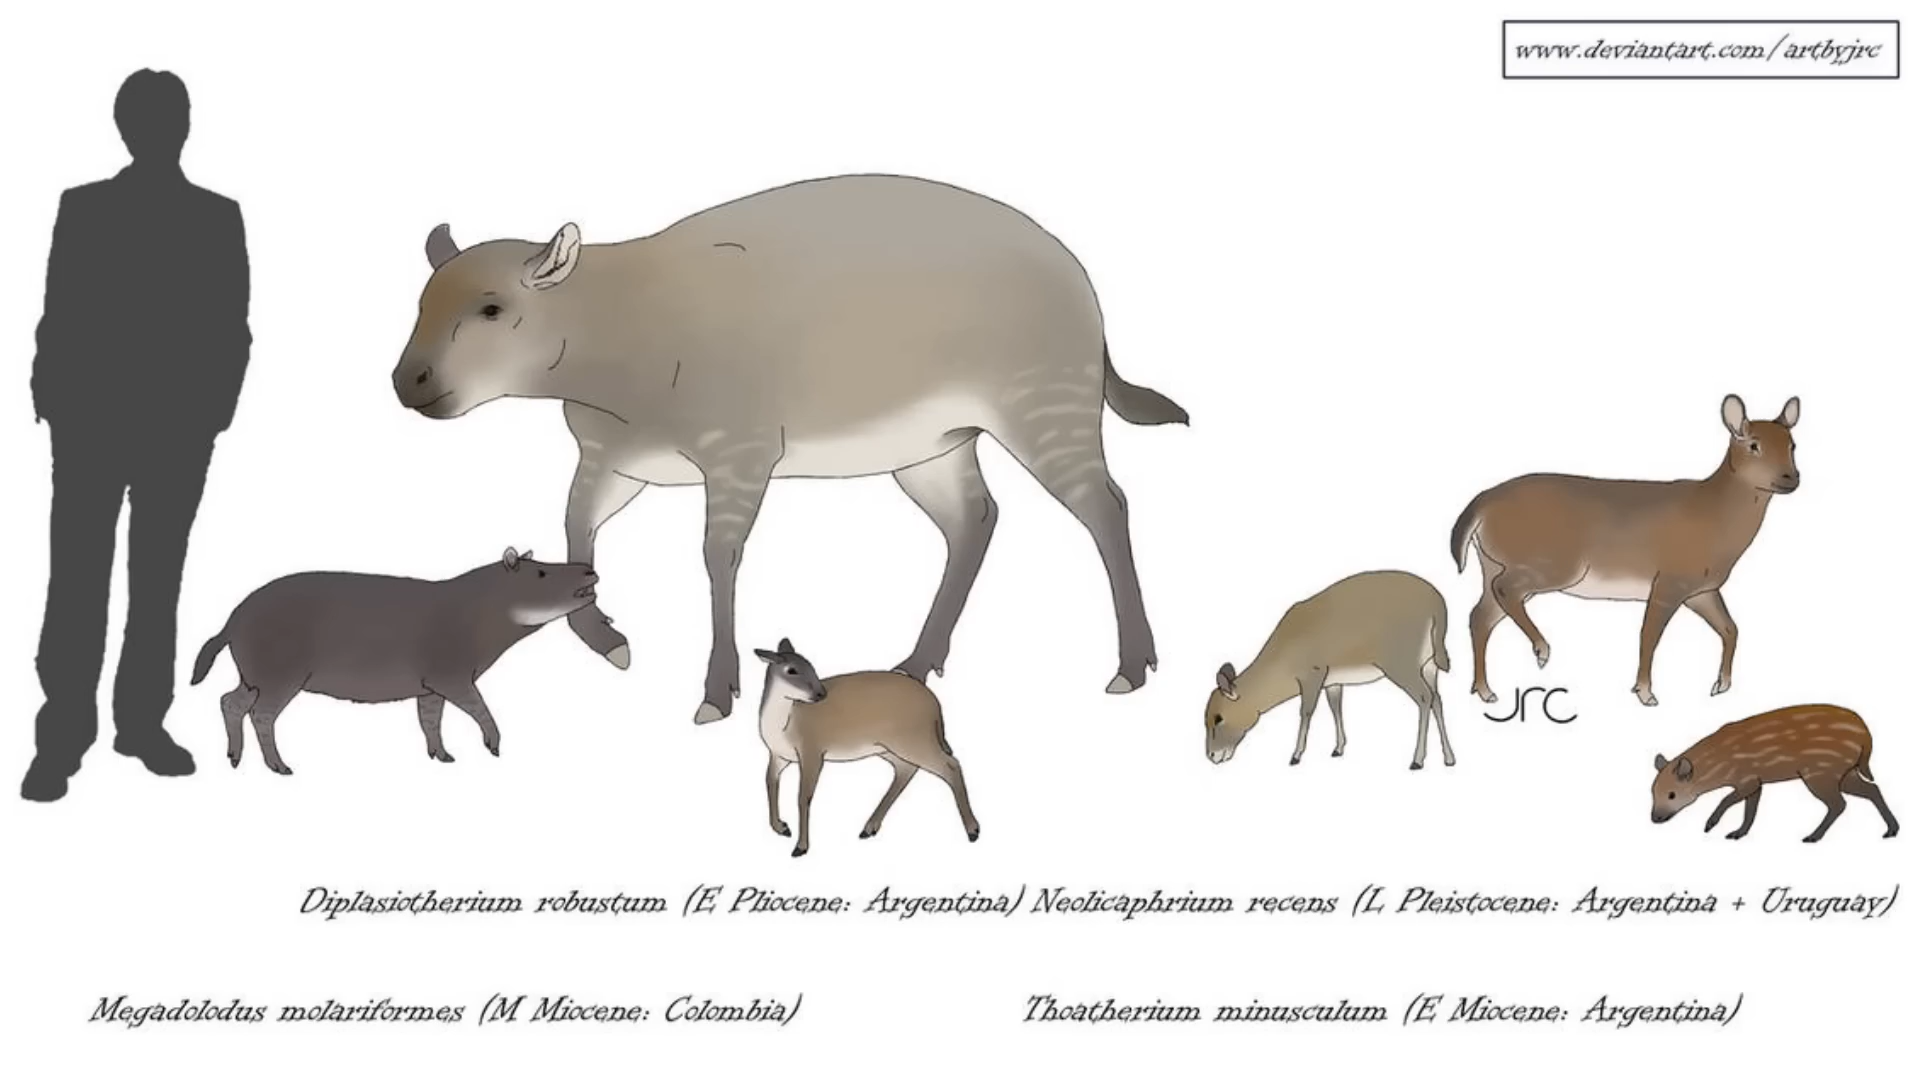 www.deviantart.com/artbyjrc
JrC
Diplasiotherium robustum (E Pliocene: Argentina) Neolicaphrium recens (L Pleistocene: Argentina + Uruguay)
Megadolodus molariformes (M Miocene: Colombia) Thoatherium minusculum (E Miocene: Argentina)